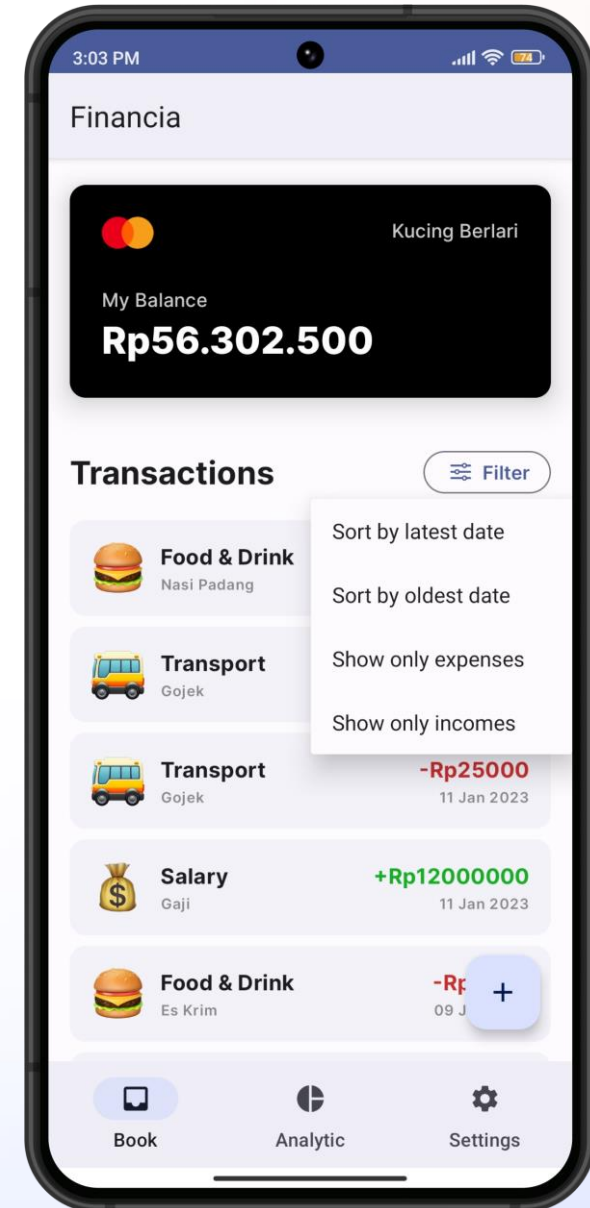 3:03 PM
74
Financia
Kucing Berlari
My Balance
Rp56.302.500
Transactions
Filter
Sort by latest date
Sort by oldest date
Show only expenses
Show only incomes
Food & Drink
Nasi Padang
Transport
Gojek
Transport
-Rp25000
Gojek
11 Jan 2023
Salary
+Rp12000000
Gaji
11 Jan 2023
Food & Drink
-Rp
Es Krim
09 J
+
Book
Analytic
Settings